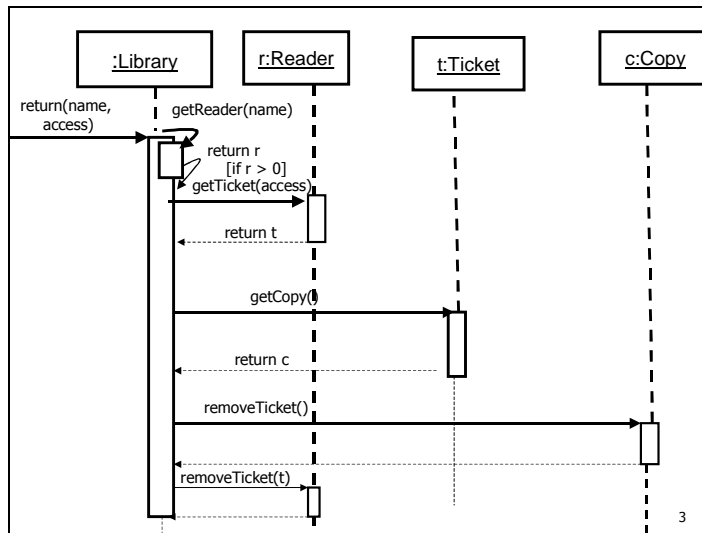 :Library
r:Reader
t:Ticket
c:Copy
return(name,
access)
getReader(name)
return r
[if r > 0]
getTicket(access)
return t
getCopy()
return c
removeTicket()
removeTicket(t)
3